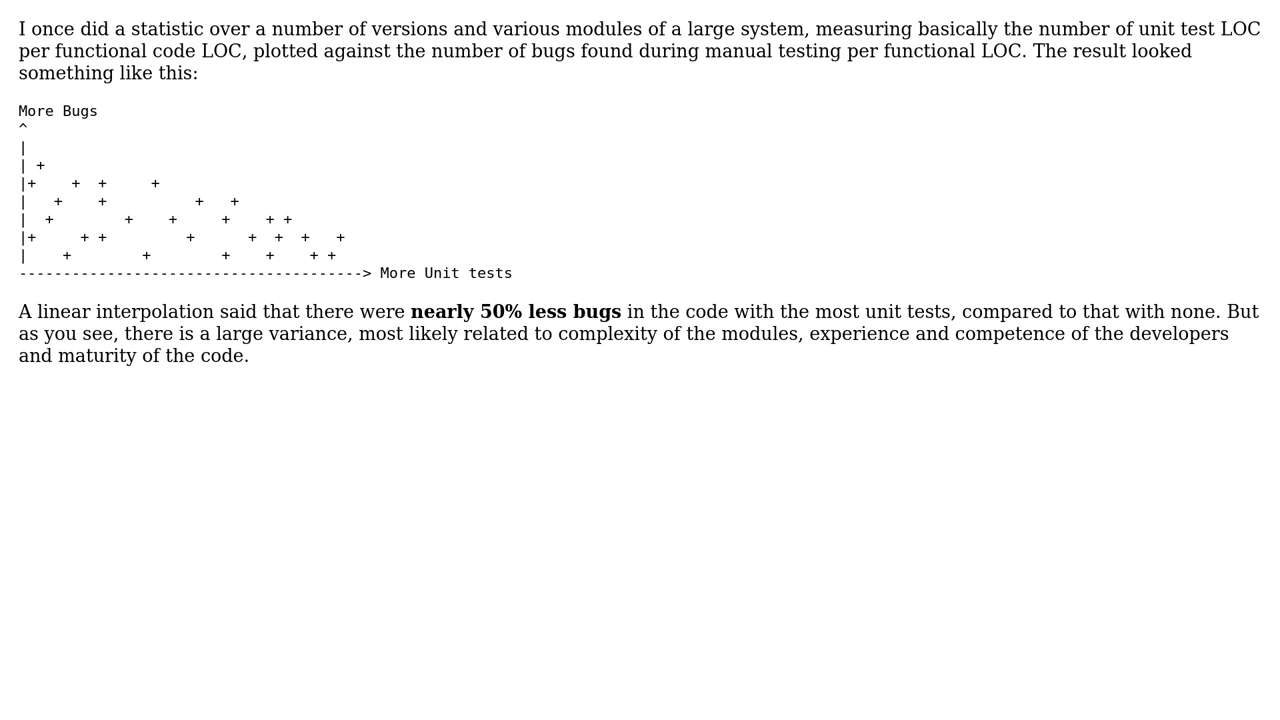 I once did a statistic over a number of versions and various modules of a large system, measuring basically the number of unit test LOC
per functional code LOC, plotted against the number of bugs found during manual testing per functional LOC. The result looked
something like this:
More Bugs
^
|
| +
|+    +  +     +
|   +    +          +   +
|  +        +    +     +    + +
|+     + +         +      +  +  +   +
|    +        +        +    +    + +
---------------------------------------> More Unit tests
A linear interpolation said that there were nearly 50% less bugs in the code with the most unit tests, compared to that with none. But
as you see, there is a large variance, most likely related to complexity of the modules, experience and competence of the developers
and maturity of the code.